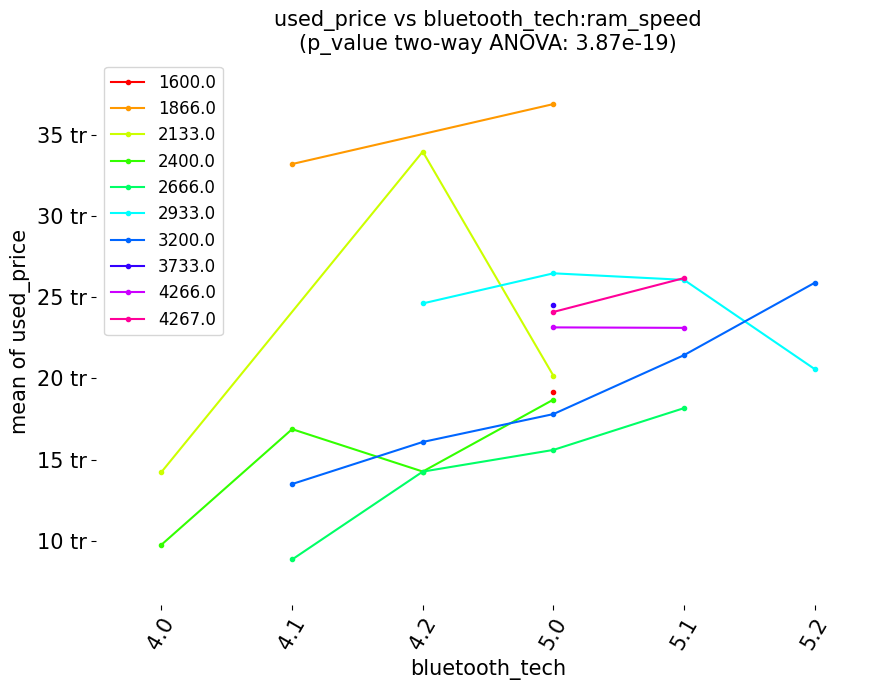 used_price vs bluetooth_tech:ram_speed
(p_value two-way ANOVA: 3.87e-19)
1600.0
1866.0
2133.0
2400.0
2666.0
2933.0
3200.0
3733.0
4266.0
4267.0
mean of used_price
35 tr
30 tr
25 tr
20 tr
15 tr
10 tr
4.0
4.1
4.2
5.0
5.1
5.2
bluetooth_tech